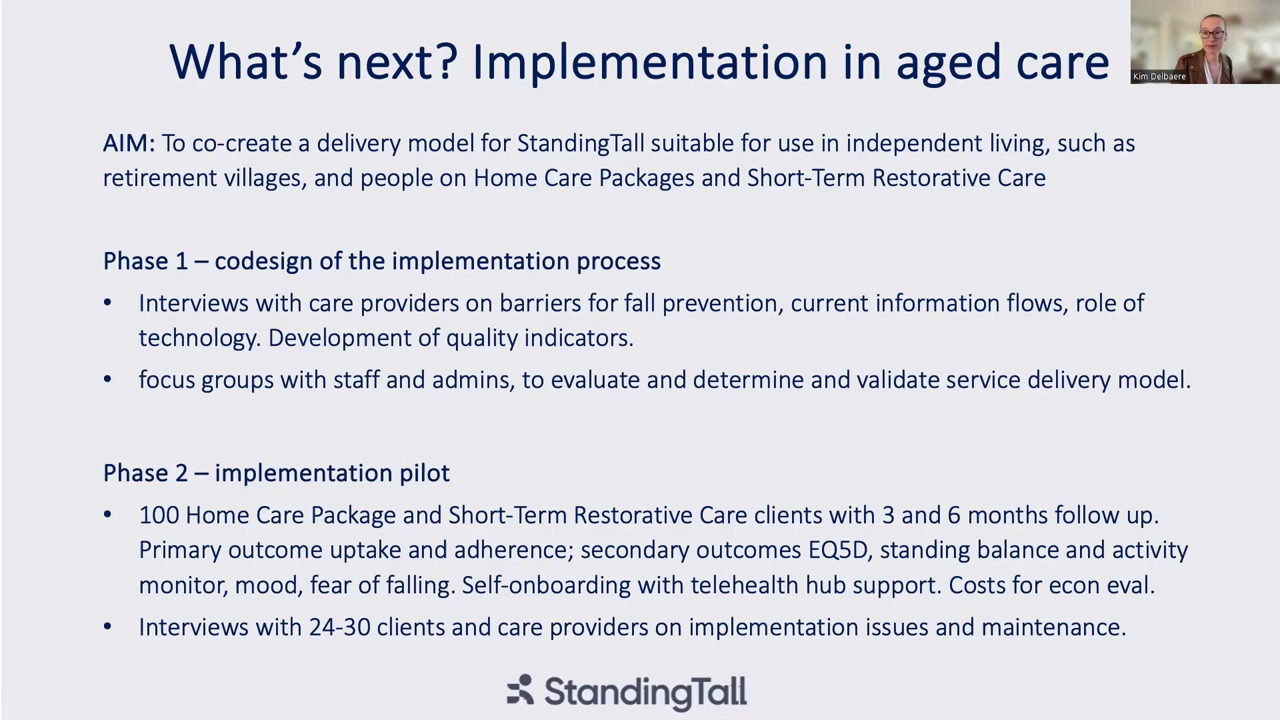 What’s next? Implementation in aged care
Kim Delbaere
AIM: To co-create a delivery model for StandingTall suitable for use in independent living, such as
retirement villages, and people on Home Care Packages and Short-Term Restorative Care
Phase 1 – codesign of the implementation process
• Interviews with care providers on barriers for fall prevention, current information flows, role of
technology. Development of quality indicators.
• focus groups with staff and admins, to evaluate and determine and validate service delivery model.
Phase 2 – implementation pilot
• 100 Home Care Package and Short-Term Restorative Care clients with 3 and 6 months follow up.
Primary outcome uptake and adherence; secondary outcomes EQ5D, standing balance and activity
monitor, mood, fear of falling. Self-onboarding with telehealth hub support. Costs for econ eval.
• Interviews with 24-30 clients and care providers on implementation issues and maintenance.
StandingTall